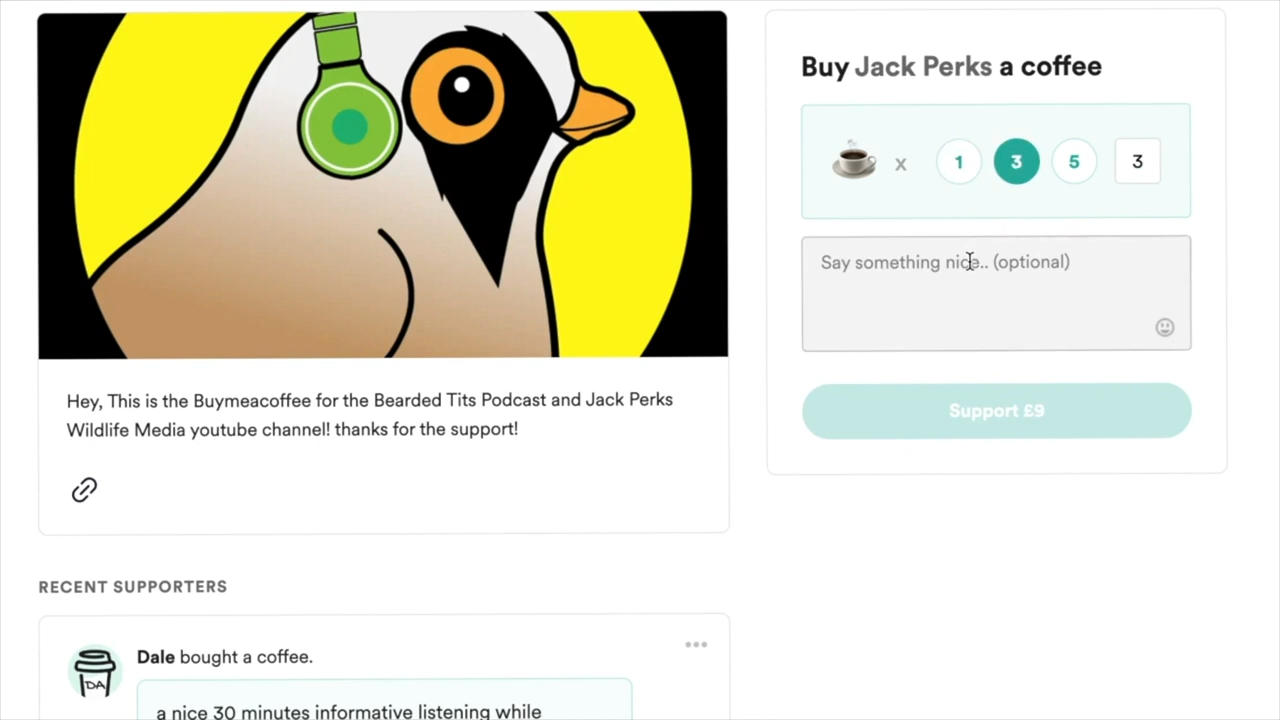 Buy Jack Perks a coffee
x 1 3 5 3
Say something nice.. (optional)
Support £9
Hey, This is the Buymeacoffee for the Bearded Tits Podcast and Jack Perks
Wildlife Media youtube channel! thanks for the support!
RECENT SUPPORTERS
Dale bought a coffee.
DA
a nice 30 minutes informative listening while